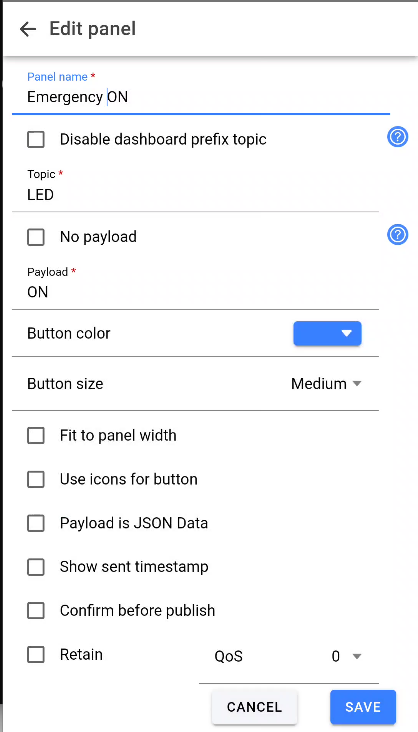 Edit panel
Panel name *
Emergency ON
Disable dashboard prefix topic
Topic *
LED
No payload
Payload *
ON
Button color
Button size Medium
Fit to panel width
Use icons for button
Payload is JSON Data
Show sent timestamp
Confirm before publish
Retain QoS 0
CANCEL SAVE